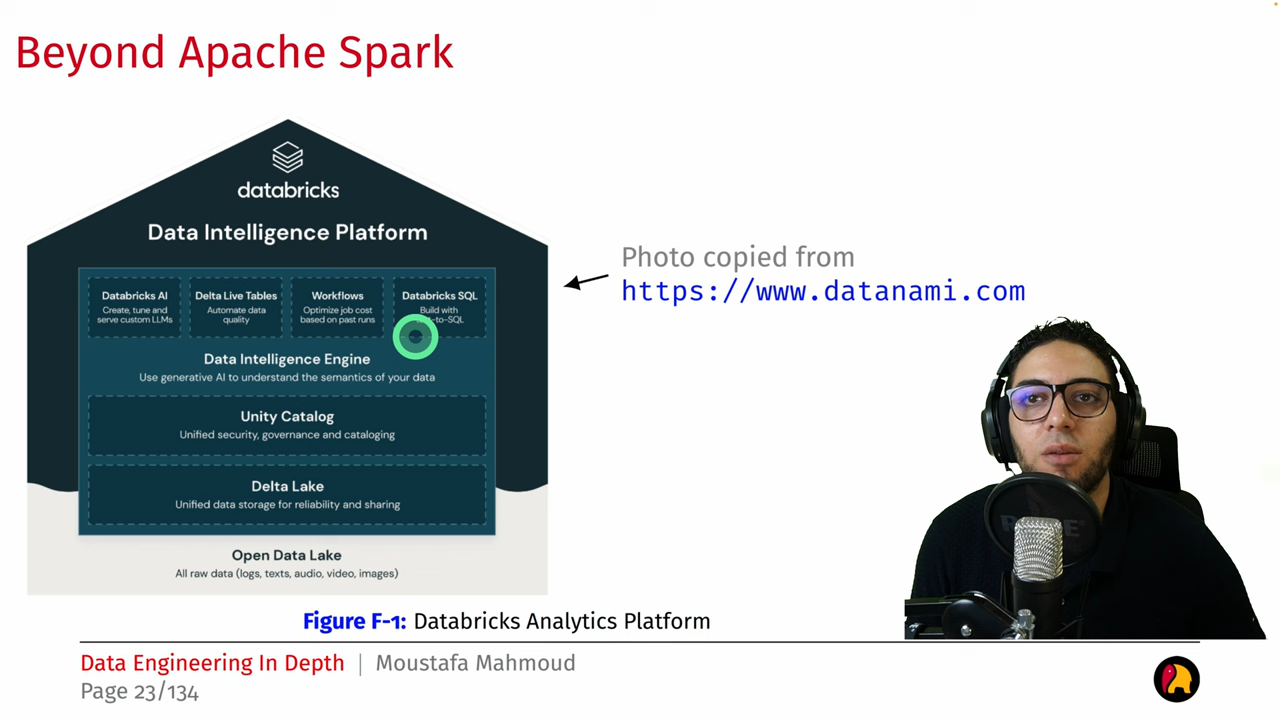 Beyond Apache Spark
databricks
Data Intelligence Platform
Databricks AI
Create, tune and
serve custom LLMs
Delta Live Tables
Automate data
quality
Workflows
Optimize job cost
based on past runs
Databricks SQL
Build with
-to-SQL
Data Intelligence Engine
Use generative AI to understand the semantics of your data
Unity Catalog
Unified security, governance and cataloging
Delta Lake
Unified data storage for reliability and sharing
Open Data Lake
All raw data (logs, texts, audio, video, images)
Photo copied from
https://www.datanami.com
Figure F-1: Databricks Analytics Platform
Data Engineering In Depth | Moustafa Mahmoud
Page 23/134